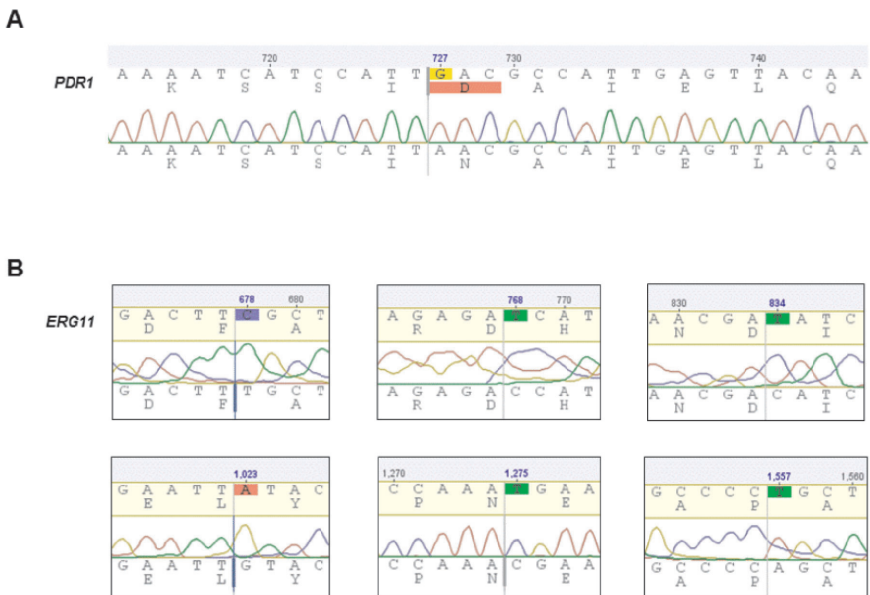 A
720 727 730 740
PDR1
A A A A T C A T C C A T T G A C G C C A T T G A G T T A C A A
K S S I D A I E L Q
A A A A T C A T C C A T T A A C G C C A T T G A G T T A C A A
K S S I N A I E L Q
B
ERG11
678 680
G A C T T C G C T
D F A
G A C T T T G C T
D F A
768 770
A G A G A T C A T
R D H
A G A G A C C A T
R D H
830 834
A A C G A T A T C
N D I
A A C G A C A T C
N D I
1,023
G A A T T A T A C
E L Y
G A A T T G T A C
E L Y
1,270 1,275
C C A A A T G A A
P N E
C C A A A C G A A
P N E
1,557 1,560
G C C C C T G C T
A P A
G C C C C A G C T
A P A